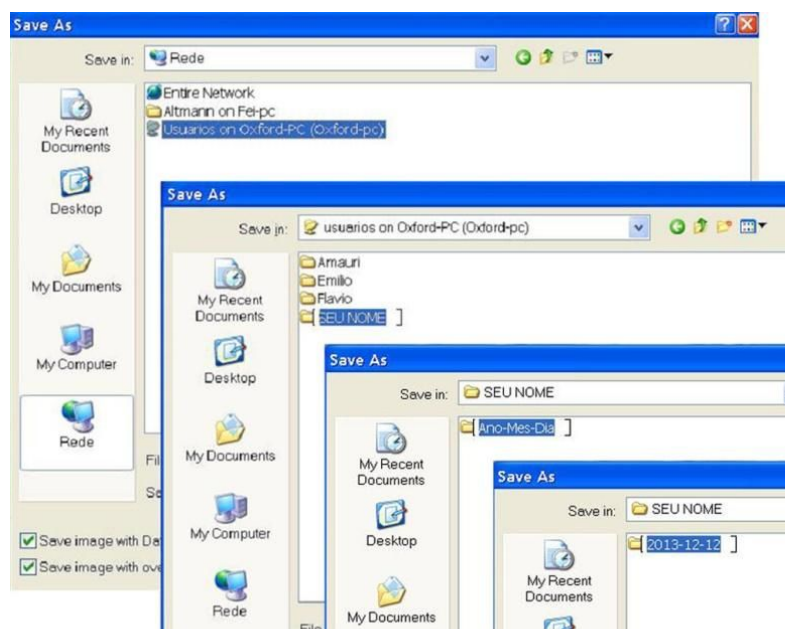 Save As
Save in:
Rede
Entire Network
Altmann on Fei-pc
Usuarios on Oxford-PC (Oxford-pc)
My Recent
Documents
Desktop
My Documents
My Computer
Rede
Fil
Sa
Save image with Da
Save image with ove
Save As
Save in:
usuarios on Oxford-PC (Oxford-pc)
Amauri
Emilio
Flavio
[ SEU NOME ]
My Recent
Documents
Desktop
My Documents
My Computer
Rede
File
Save As
Save in:
SEU NOME
[ Ano-Mes-Dia ]
My Recent
Documents
Desktop
My Documents
Save As
Save in:
SEU NOME
[ 2013-12-12 ]
My Recent
Documents